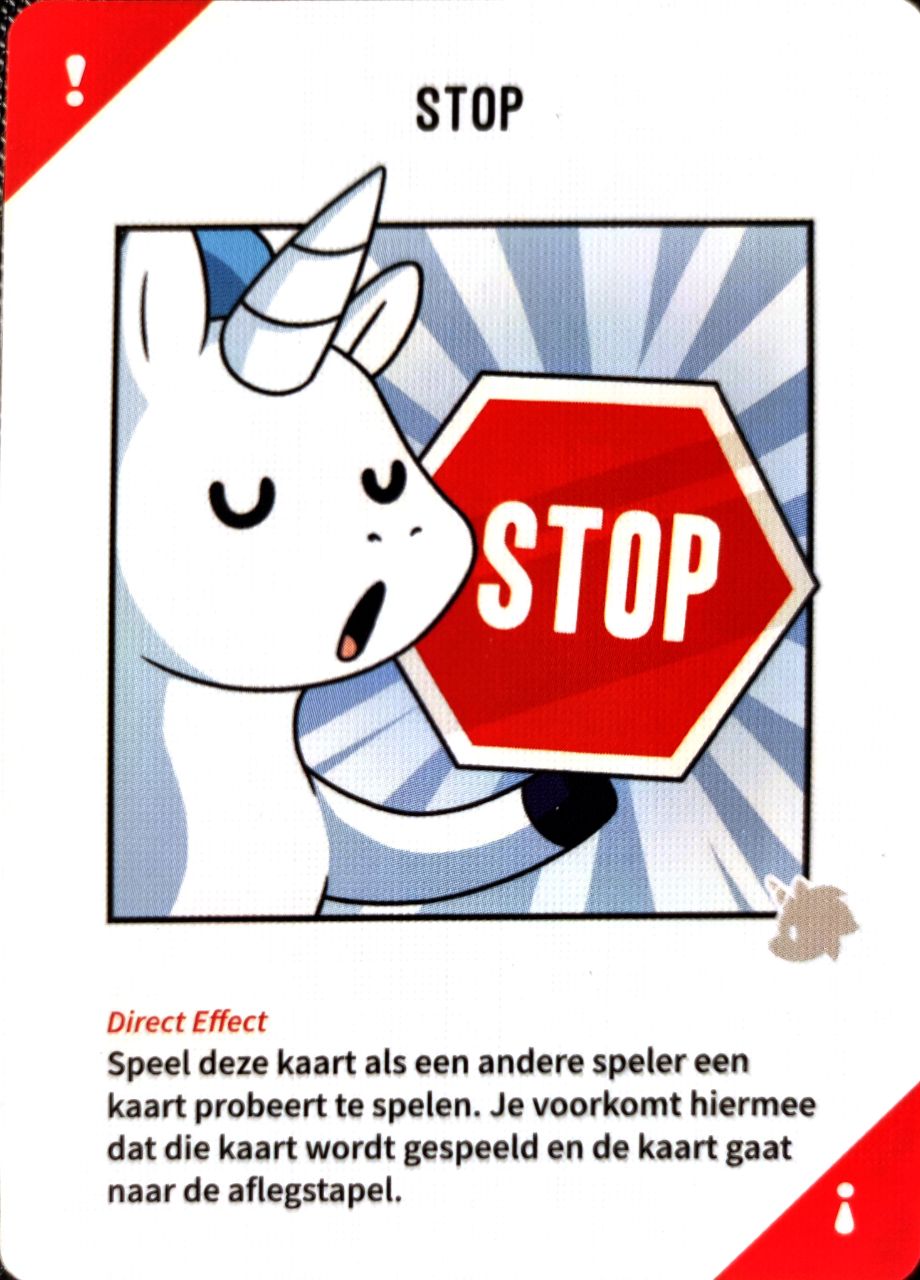 !
STOP
STOP
Direct Effect
Speel deze kaart als een andere speler een
kaart probeert te spelen. Je voorkomt hiermee
dat die kaart wordt gespeeld en de kaart gaat
naar de aflegstapel.
!